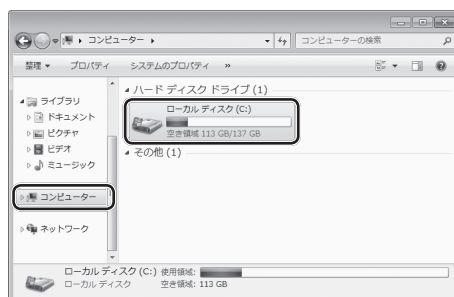 コンピューター
コンピューターの検索
整理
プロパティ
システムのプロパティ
»
ライブラリ
ドキュメント
ピクチャ
ビデオ
ミュージック
コンピューター
ネットワーク
ハード ディスク ドライブ (1)
ローカル ディスク (C:)
空き領域 113 GB/137 GB
その他 (1)
ローカル ディスク (C:) 使用領域:
ローカル ディスク 空き領域: 113 GB